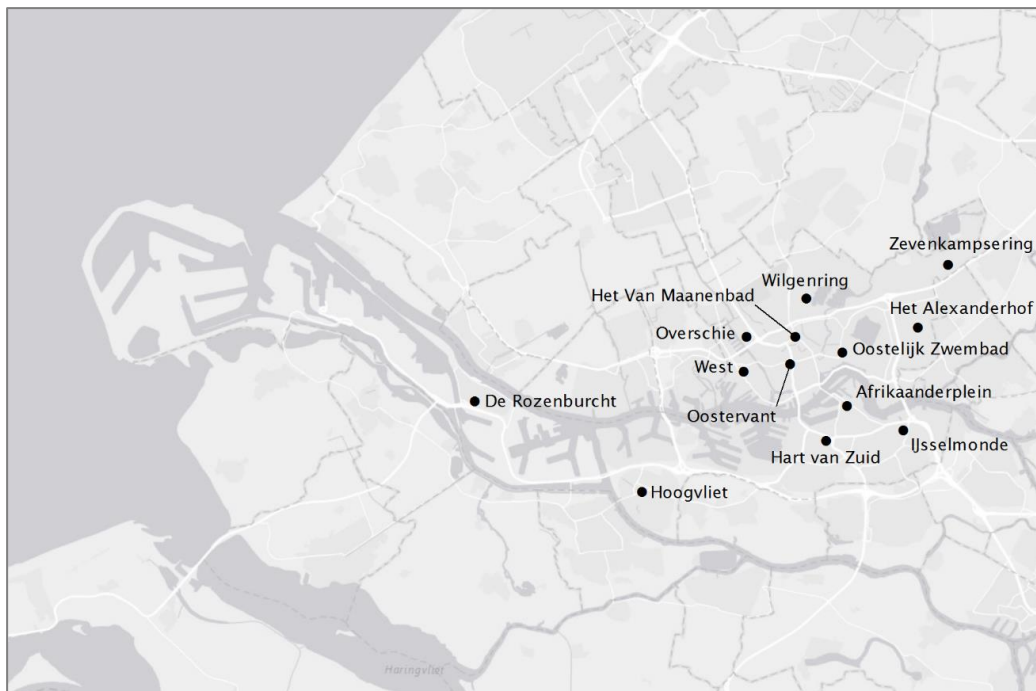 Zevenkampsering
Wilgenring
Het Van Maanenbad
Het Alexanderhof
Overschie
Oostelijk Zwembad
West
Afrikaanderplein
De Rozenburcht
Oostervant
IJsselmonde
Hart van Zuid
Hoogvliet
Haringvliet